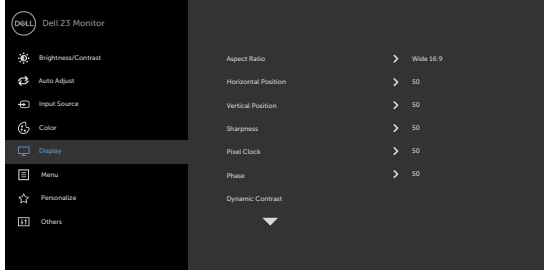 DELL Dell 23 Monitor
Brightness/Contrast
Auto Adjust
Input Source
Color
Display
Menu
Personalize
Others
Aspect Ratio Wide 16:9
Horizontal Position 50
Vertical Position 50
Sharpness 50
Pixel Clock 50
Phase 50
Dynamic Contrast